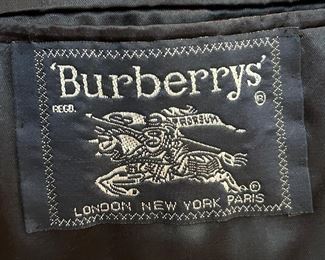 'Burberrys'
®
REGD.
©
LONDON NEW YORK PARIS